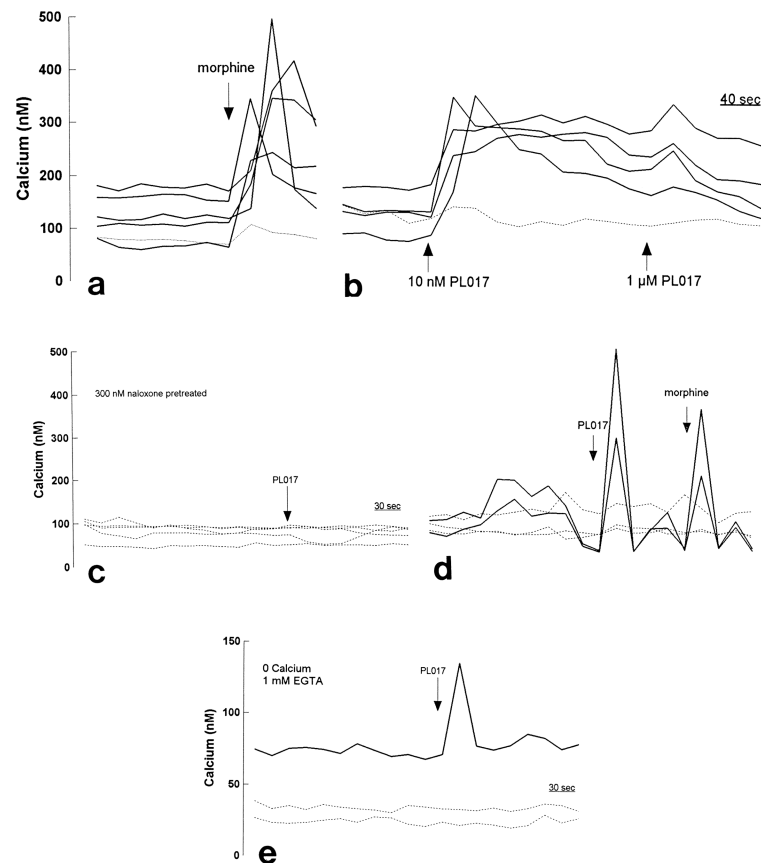 500
400
300
200
100
0
Calcium (nM)
morphine
a
40 sec
10 nM PL017
1 µM PL017
b
500
400
300
200
100
0
Calcium (nM)
300 nM naloxone pretreated
PL017
30 sec
c
PL017
morphine
d
150
100
50
0
Calcium (nM)
0 Calcium
1 mM EGTA
PL017
30 sec
e